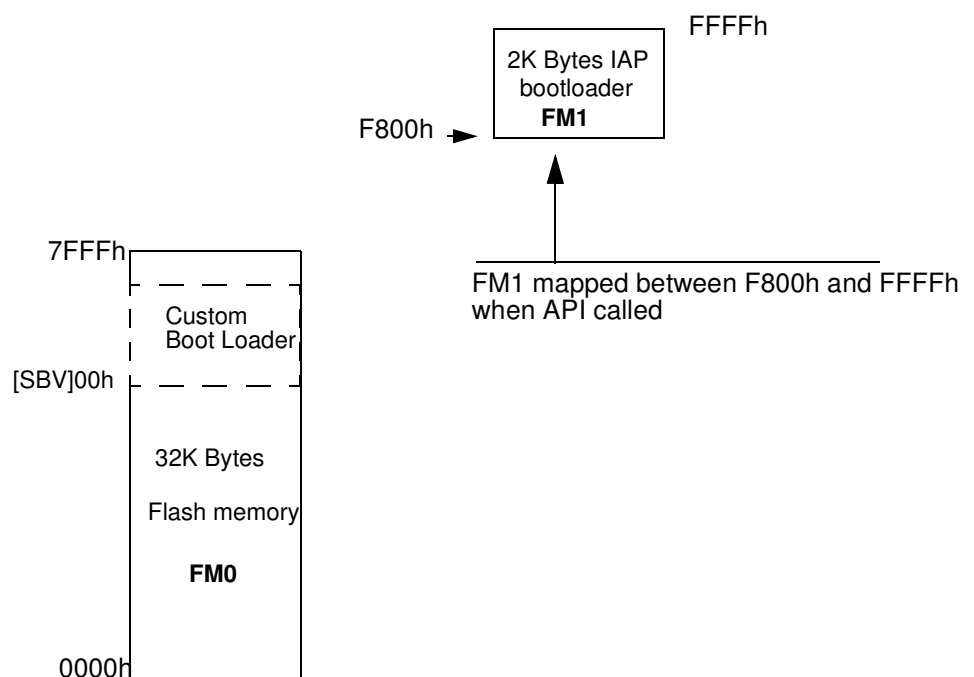 FFFFh
2K Bytes IAP
bootloader
FM1
F800h
7FFFh
FM1 mapped between F800h and FFFFh
when API called
Custom
Boot Loader
[SBV]00h
32K Bytes
Flash memory
FM0
0000h